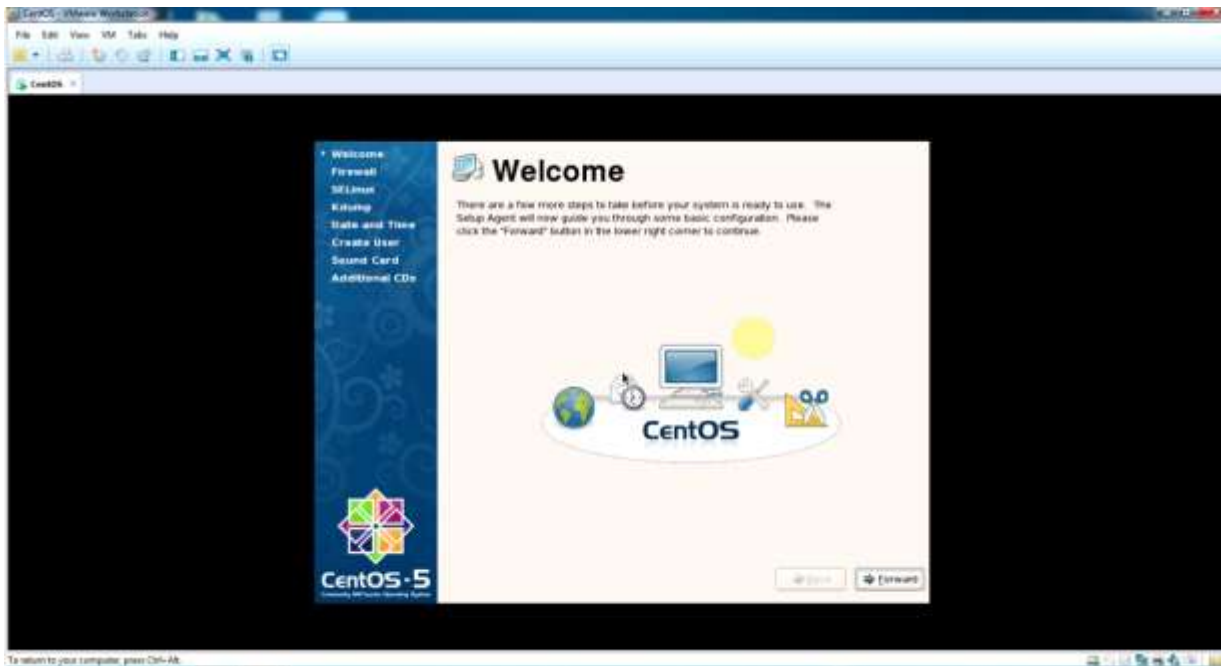 CentOS - VMware Workstation
File Edit View VM Tabs Help
CentOS
Welcome
Firewall
SELinux
Kdump
Date and Time
Create User
Sound Card
Additional CDs
Welcome
There are a few more steps to take before your system is ready to use. The
Setup Agent will now guide you through some basic configuration. Please
click the "Forward" button in the lower right corner to continue.
CentOS
CentOS-5
Back
Forward
To return to your computer, press Ctrl+Alt.